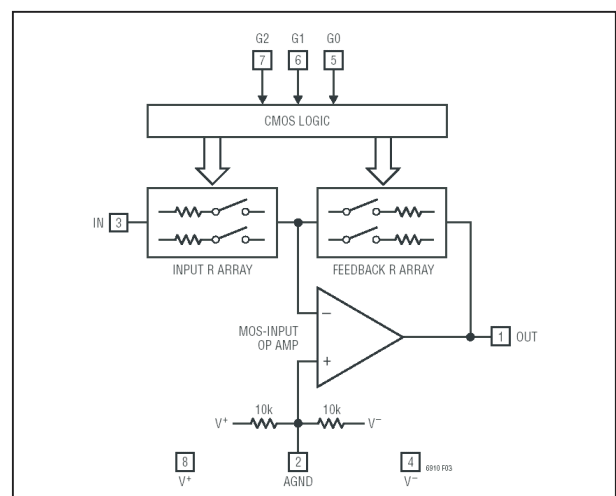 G2 G1 G0
7 6 5
CMOS LOGIC
IN 3
INPUT R ARRAY
FEEDBACK R ARRAY
MOS-INPUT
OP AMP
−
+
1 OUT
10k 10k
V+ V−
8 2 4
V+ AGND V−
6910 F03